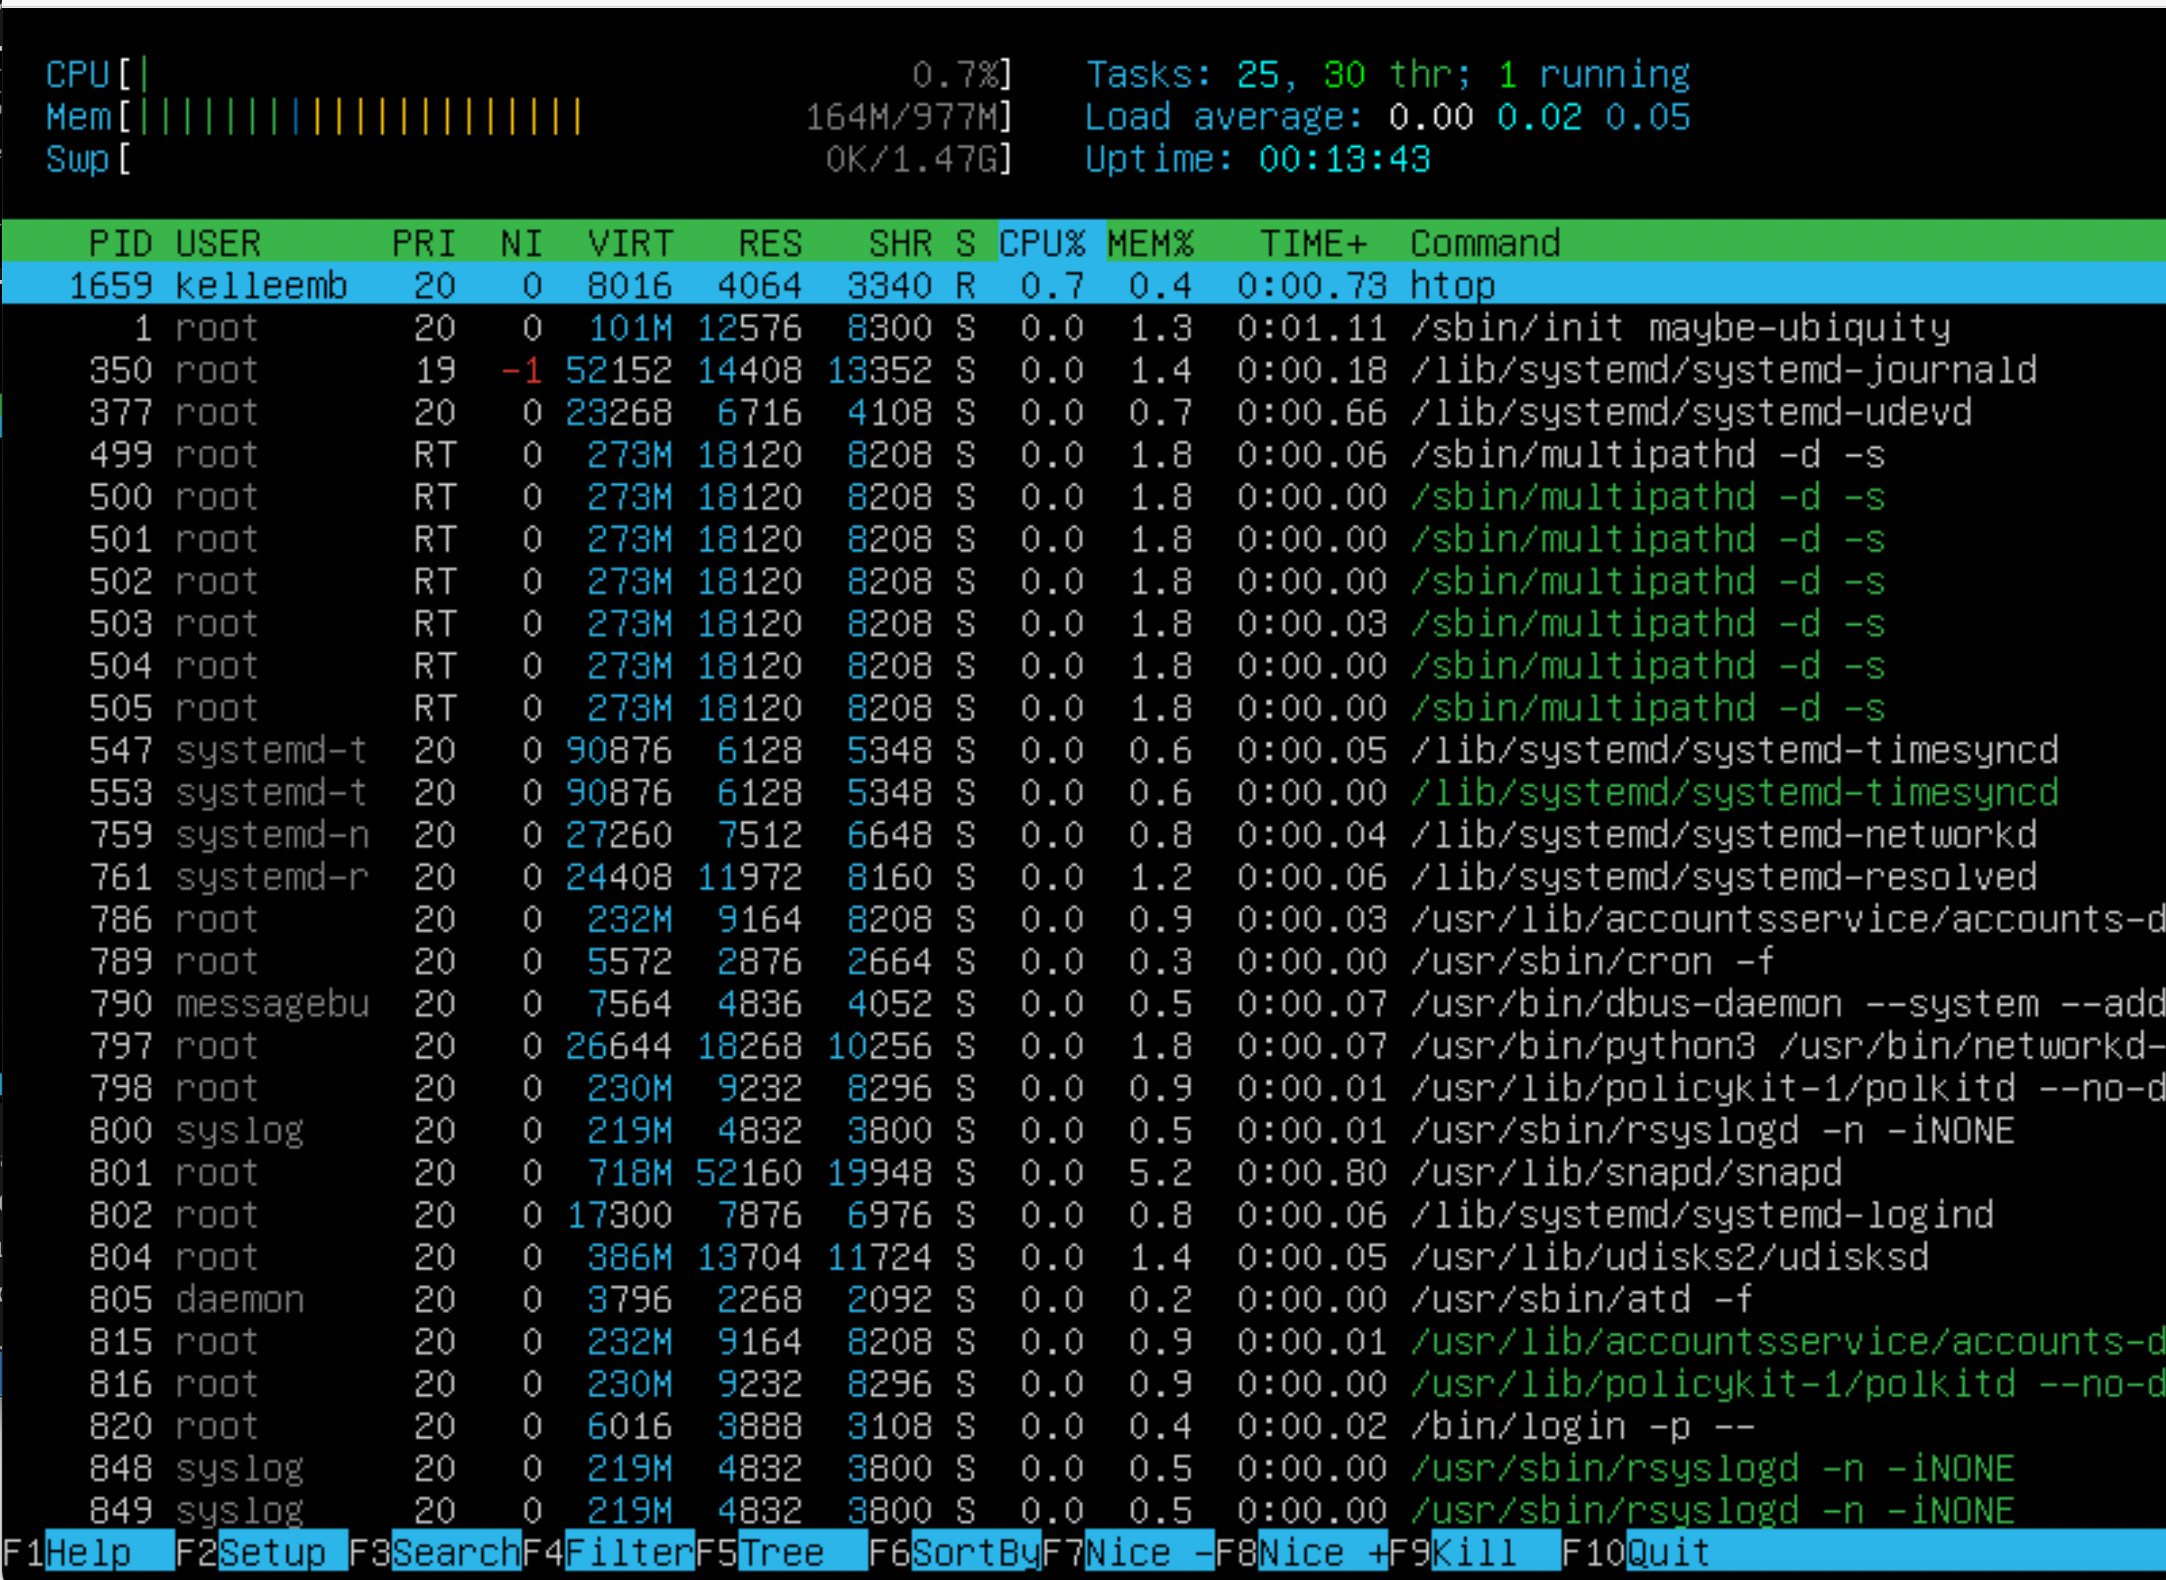 CPU[| 0.7%] Tasks: 25, 30 thr; 1 running
Mem[||||||||||||||||||||| 164M/977M] Load average: 0.00 0.02 0.05
Swp[ 0K/1.47G] Uptime: 00:13:43
PID USER PRI NI VIRT RES SHR S CPU% MEM% TIME+ Command
1659 kelleemb 20 0 8016 4064 3340 R 0.7 0.4 0:00.73 htop
1 root 20 0 101M 12576 8300 S 0.0 1.3 0:01.11 /sbin/init maybe-ubiquity
350 root 19 -1 52152 14408 13352 S 0.0 1.4 0:00.18 /lib/systemd/systemd-journald
377 root 20 0 23268 6716 4108 S 0.0 0.7 0:00.66 /lib/systemd/systemd-udevd
499 root RT 0 273M 18120 8208 S 0.0 1.8 0:00.06 /sbin/multipathd -d -s
500 root RT 0 273M 18120 8208 S 0.0 1.8 0:00.00 /sbin/multipathd -d -s
501 root RT 0 273M 18120 8208 S 0.0 1.8 0:00.00 /sbin/multipathd -d -s
502 root RT 0 273M 18120 8208 S 0.0 1.8 0:00.00 /sbin/multipathd -d -s
503 root RT 0 273M 18120 8208 S 0.0 1.8 0:00.03 /sbin/multipathd -d -s
504 root RT 0 273M 18120 8208 S 0.0 1.8 0:00.00 /sbin/multipathd -d -s
505 root RT 0 273M 18120 8208 S 0.0 1.8 0:00.00 /sbin/multipathd -d -s
547 systemd-t 20 0 90876 6128 5348 S 0.0 0.6 0:00.05 /lib/systemd/systemd-timesyncd
553 systemd-t 20 0 90876 6128 5348 S 0.0 0.6 0:00.00 /lib/systemd/systemd-timesyncd
759 systemd-n 20 0 27260 7512 6648 S 0.0 0.8 0:00.04 /lib/systemd/systemd-networkd
761 systemd-r 20 0 24408 11972 8160 S 0.0 1.2 0:00.06 /lib/systemd/systemd-resolved
786 root 20 0 232M 9164 8208 S 0.0 0.9 0:00.03 /usr/lib/accountsservice/accounts-d
789 root 20 0 5572 2876 2664 S 0.0 0.3 0:00.00 /usr/sbin/cron -f
790 messagebu 20 0 7564 4836 4052 S 0.0 0.5 0:00.07 /usr/bin/dbus-daemon --system --add
797 root 20 0 26644 18268 10256 S 0.0 1.8 0:00.07 /usr/bin/python3 /usr/bin/networkd-
798 root 20 0 230M 9232 8296 S 0.0 0.9 0:00.01 /usr/lib/policykit-1/polkitd --no-d
800 syslog 20 0 219M 4832 3800 S 0.0 0.5 0:00.01 /usr/sbin/rsyslogd -n -iNONE
801 root 20 0 718M 52160 19948 S 0.0 5.2 0:00.80 /usr/lib/snapd/snapd
802 root 20 0 17300 7876 6976 S 0.0 0.8 0:00.06 /lib/systemd/systemd-logind
804 root 20 0 386M 13704 11724 S 0.0 1.4 0:00.05 /usr/lib/udisks2/udisksd
805 daemon 20 0 3796 2268 2092 S 0.0 0.2 0:00.00 /usr/sbin/atd -f
815 root 20 0 232M 9164 8208 S 0.0 0.9 0:00.01 /usr/lib/accountsservice/accounts-d
816 root 20 0 230M 9232 8296 S 0.0 0.9 0:00.00 /usr/lib/policykit-1/polkitd --no-d
820 root 20 0 6016 3888 3108 S 0.0 0.4 0:00.02 /bin/login -p --
848 syslog 20 0 219M 4832 3800 S 0.0 0.5 0:00.00 /usr/sbin/rsyslogd -n -iNONE
849 syslog 20 0 219M 4832 3800 S 0.0 0.5 0:00.00 /usr/sbin/rsyslogd -n -iNONE
F1Help F2Setup F3SearchF4FilterF5Tree F6SortByF7Nice -F8Nice +F9Kill F10Quit